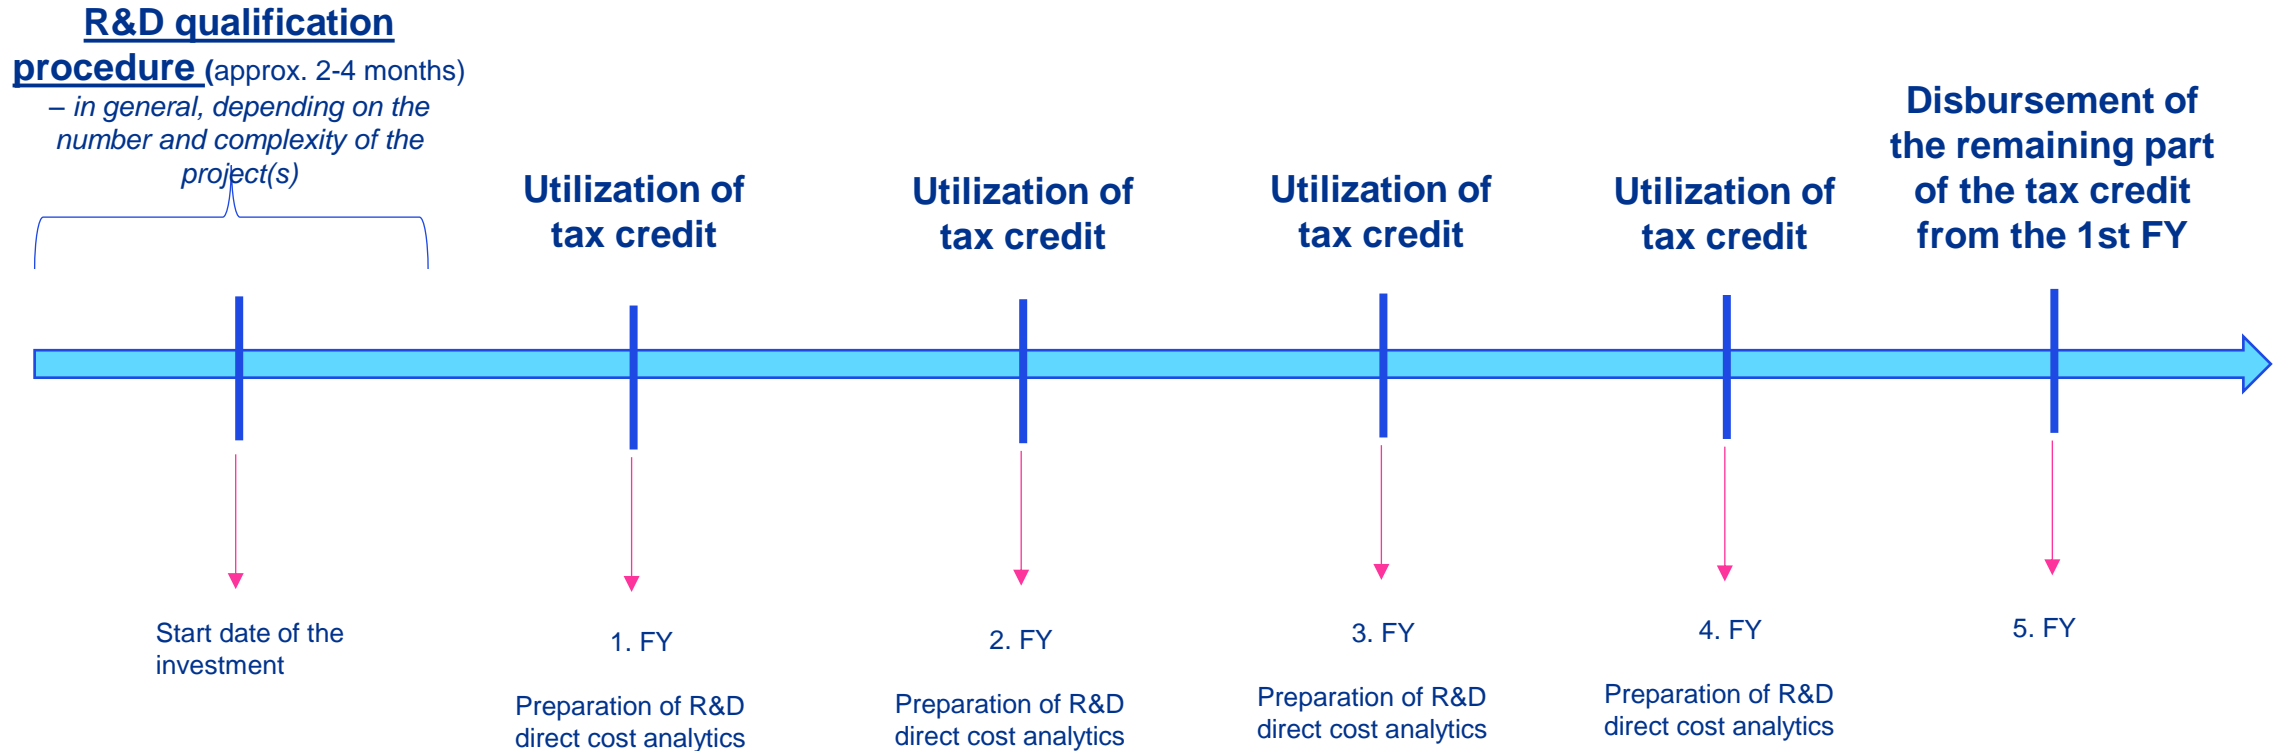 R&D qualification
procedure (approx. 2-4 months)
– in general, depending on the
number and complexity of the
project(s)
Utilization of
tax credit
Utilization of
tax credit
Utilization of
tax credit
Utilization of
tax credit
Disbursement of
the remaining part
of the tax credit
from the 1st FY
Start date of the
investment
1. FY
Preparation of R&D
direct cost analytics
2. FY
Preparation of R&D
direct cost analytics
3. FY
Preparation of R&D
direct cost analytics
4. FY
Preparation of R&D
direct cost analytics
5. FY